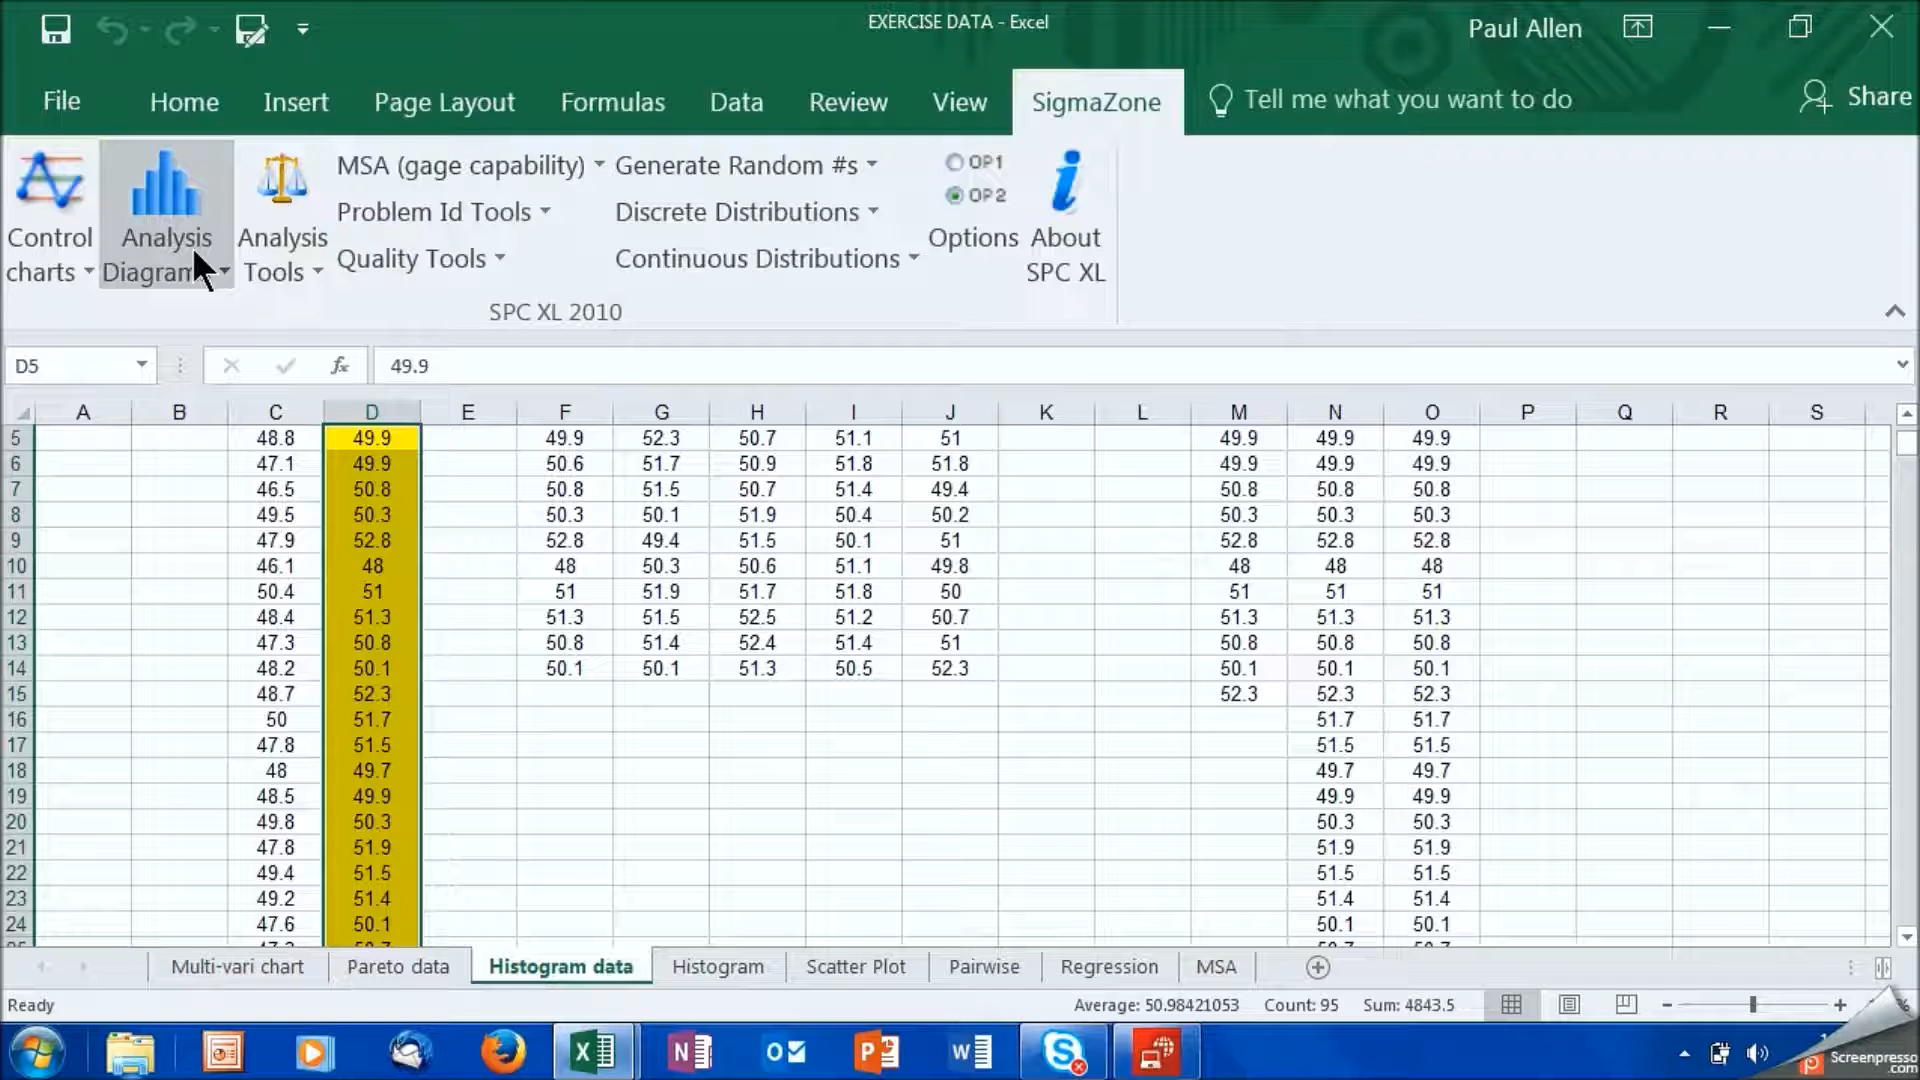 EXERCISE DATA - Excel
Paul Allen
File Home Insert Page Layout Formulas Data Review View SigmaZone Tell me what you want to do Share
Control charts
Analysis Diagram
Analysis Tools
MSA (gage capability)
Problem Id Tools
Quality Tools
Generate Random #s
Discrete Distributions
Continuous Distributions
OP1
OP2
Options
About SPC XL
SPC XL 2010
D5 fx 49.9
A B C D E F G H I J K L M N O P Q R S
5 48.8 49.9 49.9 52.3 50.7 51.1 51 49.9 49.9 49.9
6 47.1 49.9 50.6 51.7 50.9 51.8 51.8 49.9 49.9 49.9
7 46.5 50.8 50.8 51.5 50.7 51.4 49.4 50.8 50.8 50.8
8 49.5 50.3 50.3 50.1 51.9 50.4 50.2 50.3 50.3 50.3
9 47.9 52.8 52.8 49.4 51.5 50.1 51 52.8 52.8 52.8
10 46.1 48 48 50.3 50.6 51.1 49.8 48 48 48
11 50.4 51 51 51.9 51.7 51.8 50 51 51 51
12 48.4 51.3 51.3 51.5 52.5 51.2 50.7 51.3 51.3 51.3
13 47.3 50.8 50.8 51.4 52.4 51.4 51 50.8 50.8 50.8
14 48.2 50.1 50.1 50.1 51.3 50.5 52.3 50.1 50.1 50.1
15 48.7 52.3 52.3 52.3 52.3
16 50 51.7 51.7 51.7
17 47.8 51.5 51.5 51.5
18 48 49.7 49.7 49.7
19 48.5 49.9 49.9 49.9
20 49.8 50.3 50.3 50.3
21 47.8 51.9 51.9 51.9
22 49.4 51.5 51.5 51.5
23 49.2 51.4 51.4 51.4
24 47.6 50.1 50.1 50.1
Multi-vari chart Pareto data Histogram data Histogram Scatter Plot Pairwise Regression MSA
Ready Average: 50.98421053 Count: 95 Sum: 4843.5
Screenpresso
.com